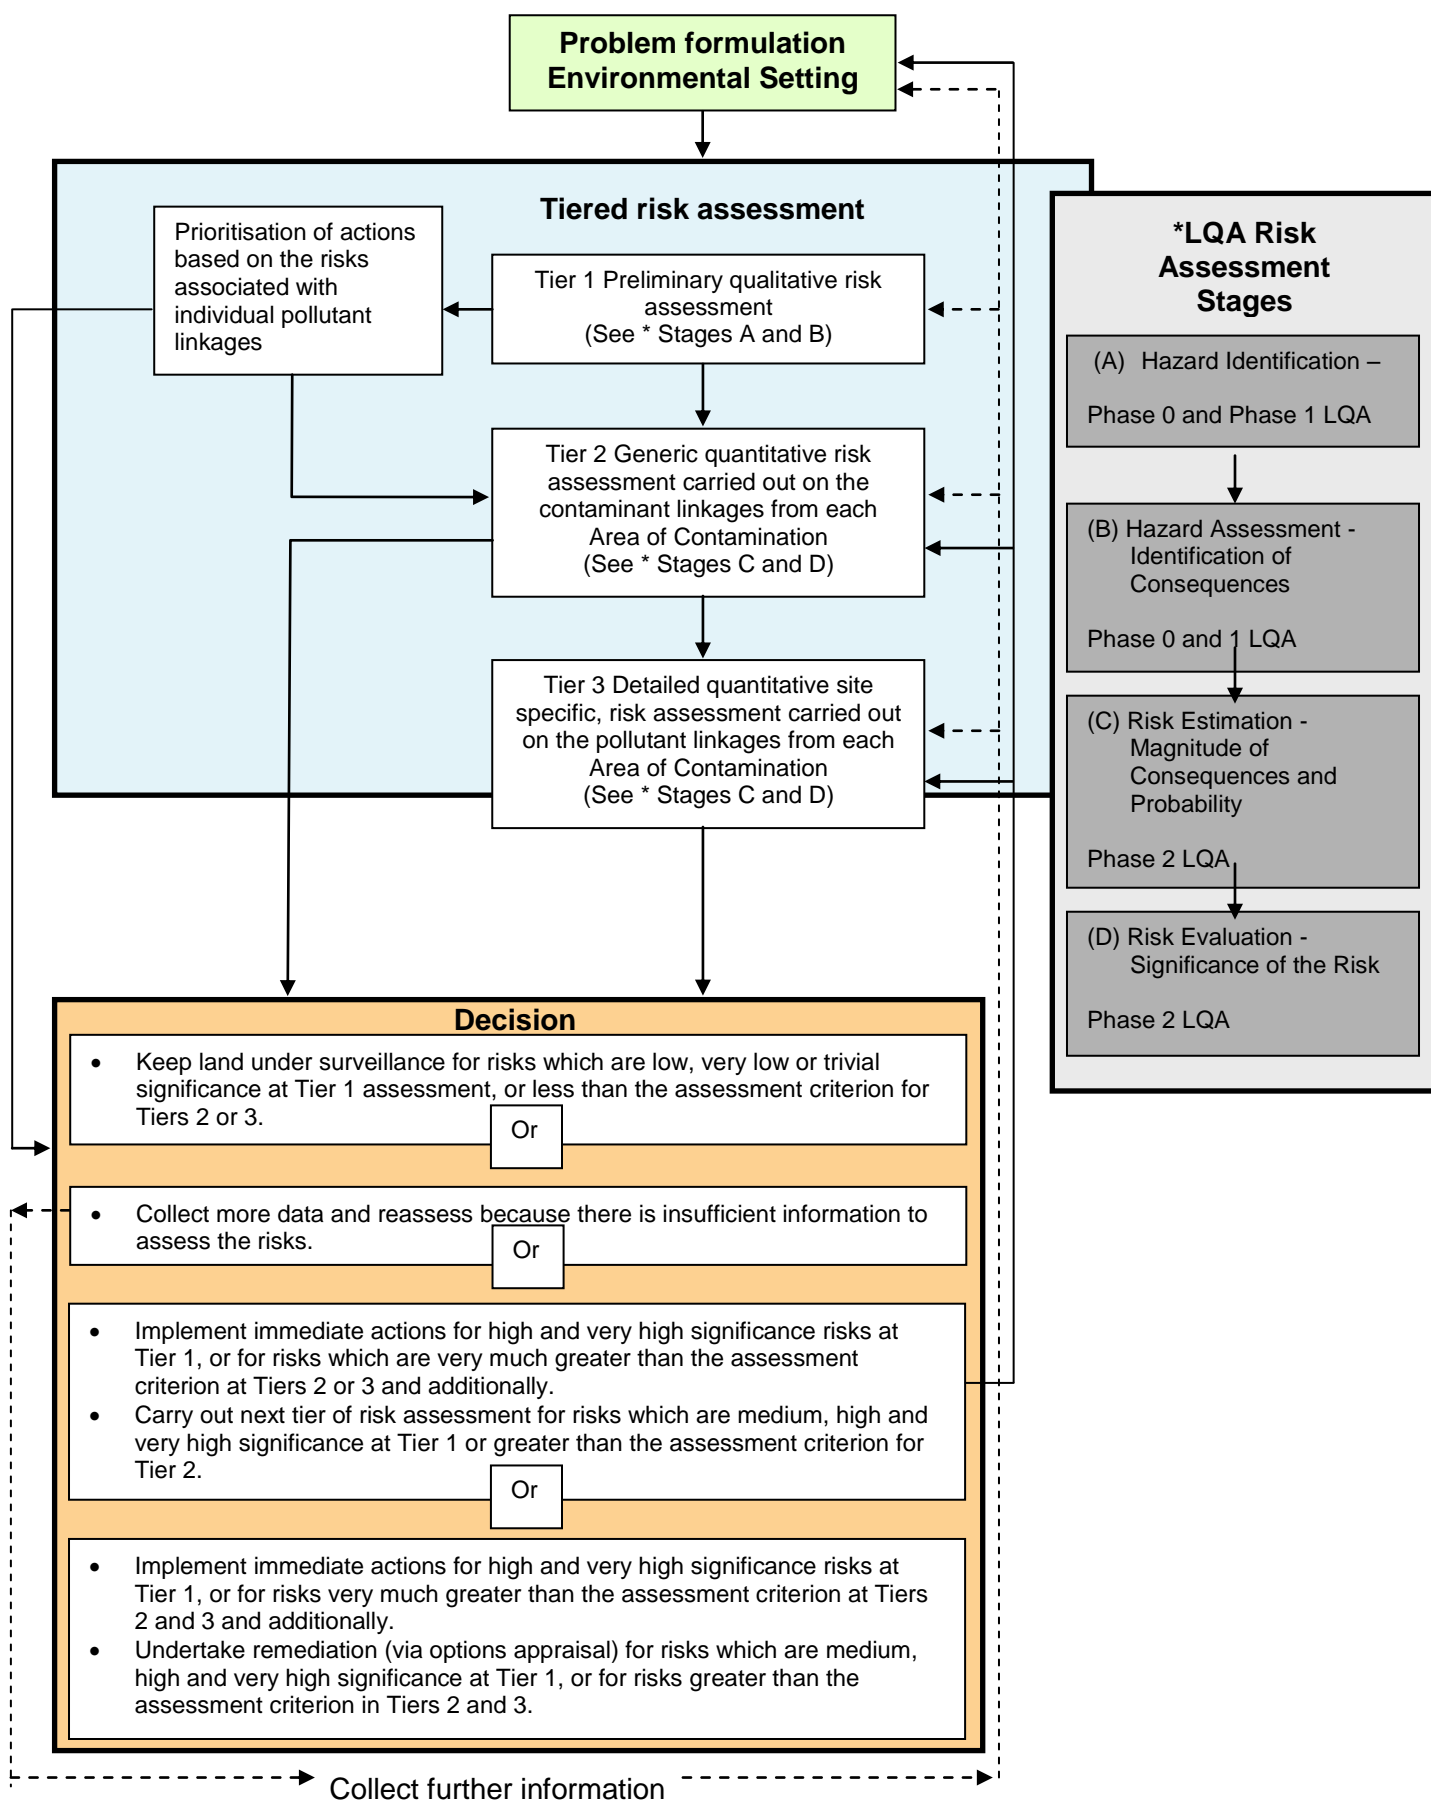 Problem formulation
Environmental Setting
Tiered risk assessment
Prioritisation of actions
based on the risks
associated with
individual pollutant
linkages
Tier 1 Preliminary qualitative risk
assessment
(See * Stages A and B)
Tier 2 Generic quantitative risk
assessment carried out on the
contaminant linkages from each
Area of Contamination
(See * Stages C and D)
Tier 3 Detailed quantitative site
specific, risk assessment carried out
on the pollutant linkages from each
Area of Contamination
(See * Stages C and D)
*LQA Risk
Assessment
Stages
(A) Hazard Identification –
Phase 0 and Phase 1 LQA
(B) Hazard Assessment -
Identification of
Consequences
Phase 0 and 1 LQA
(C) Risk Estimation -
Magnitude of
Consequences and
Probability
Phase 2 LQA
(D) Risk Evaluation -
Significance of the Risk
Phase 2 LQA
Decision
• Keep land under surveillance for risks which are low, very low or trivial
significance at Tier 1 assessment, or less than the assessment criterion for
Tiers 2 or 3.
Or
• Collect more data and reassess because there is insufficient information to
assess the risks.
Or
• Implement immediate actions for high and very high significance risks at
Tier 1, or for risks which are very much greater than the assessment
criterion at Tiers 2 or 3 and additionally.
• Carry out next tier of risk assessment for risks which are medium, high and
very high significance at Tier 1 or greater than the assessment criterion for
Tier 2.
Or
• Implement immediate actions for high and very high significance risks at
Tier 1, or for risks very much greater than the assessment criterion at Tiers
2 and 3 and additionally.
• Undertake remediation (via options appraisal) for risks which are medium,
high and very high significance at Tier 1, or for risks greater than the
assessment criterion in Tiers 2 and 3.
Collect further information